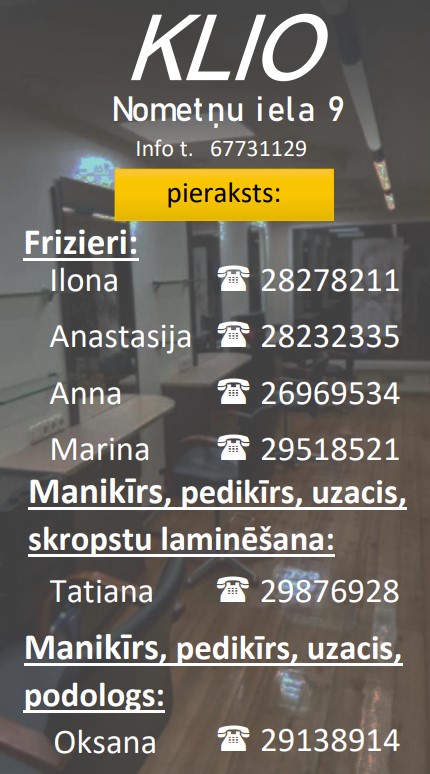 KLIO
Nometņu iela 9
Info t. 67731129
pieraksts:
Frizieri:
Ilona ☎ 28278211
Anastasija ☎ 28232335
Anna ☎ 26969534
Marina ☎ 29518521
Manikīrs, pedikīrs, uzacis,
skropstu laminēšana:
Tatiana ☎ 29876928
Manikīrs, pedikīrs, uzacis,
podologs:
Oksana ☎ 29138914